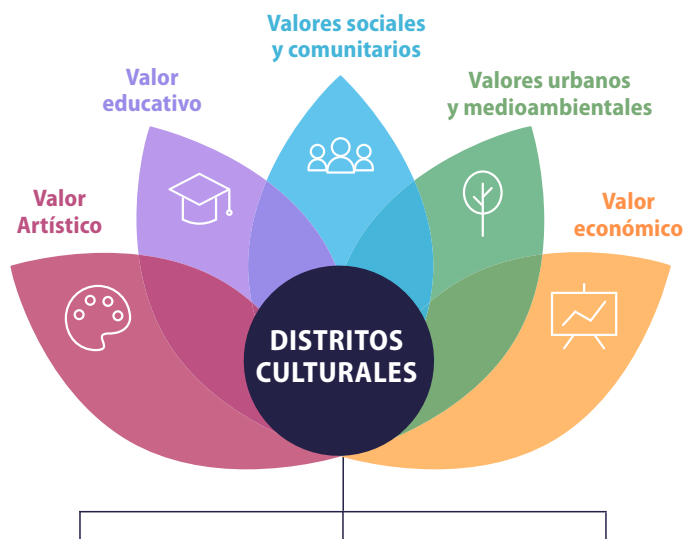 Valores sociales
y comunitarios
Valor
educativo
Valores urbanos
y medioambientales
Valor
Artístico
Valor
económico
DISTRITOS
CULTURALES